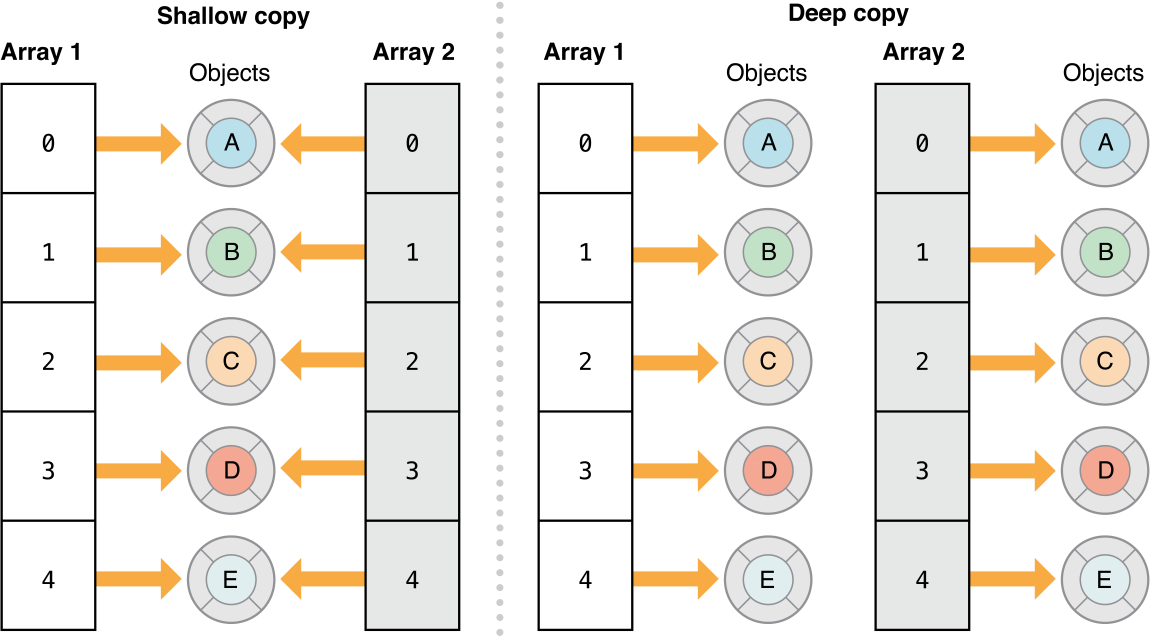 Shallow copy
Deep copy
Array 1
Objects
Array 2
Array 1
Objects
Array 2
Objects
0 A 0
0 A
0 A
1 B 1
1 B
1 B
2 C 2
2 C
2 C
3 D 3
3 D
3 D
4 E 4
4 E
4 E